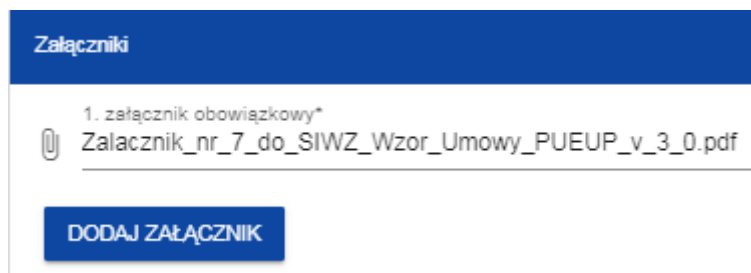 Załączniki
1. załącznik obowiązkowy*
Zalacznik_nr_7_do_SIWZ_Wzor_Umowy_PUEUP_v_3_0.pdf
DODAJ ZAŁĄCZNIK